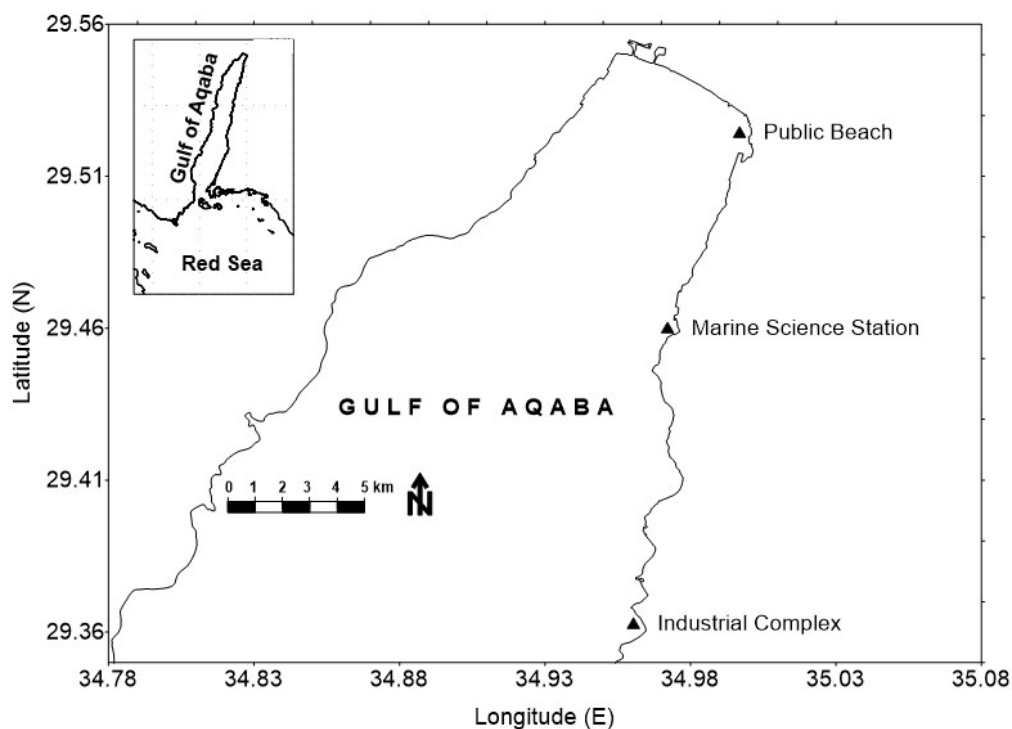 29.56
29.51
29.46
29.41
29.36
Latitude (N)
Gulf of Aqaba
Red Sea
Public Beach
Marine Science Station
GULF OF AQABA
0 1 2 3 4 5 km
N
Industrial Complex
34.78 34.83 34.88 34.93 34.98 35.03 35.08
Longitude (E)